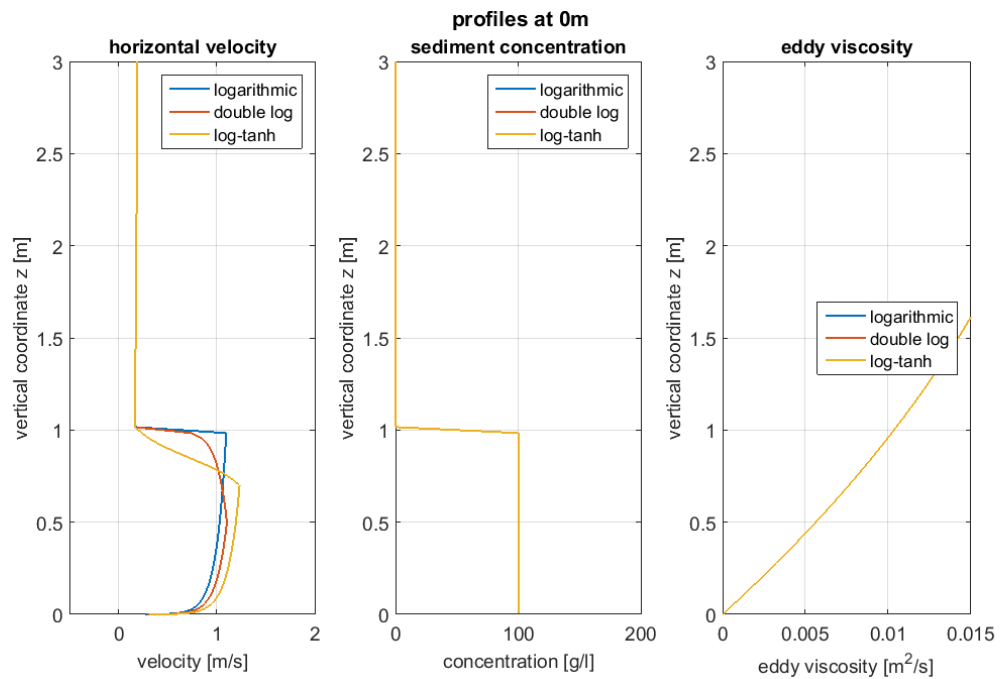 profiles at 0m
horizontal velocity
3
2.5
2
1.5
1
0.5
0
vertical coordinate z [m]
logarithmic
double log
log-tanh
0
1
2
velocity [m/s]
sediment concentration
3
2.5
2
1.5
1
0.5
0
vertical coordinate z [m]
logarithmic
double log
log-tanh
0
100
200
concentration [g/l]
eddy viscosity
3
2.5
2
1.5
1
0.5
0
vertical coordinate z [m]
logarithmic
double log
log-tanh
0
0.005
0.01
0.015
eddy viscosity [m²/s]